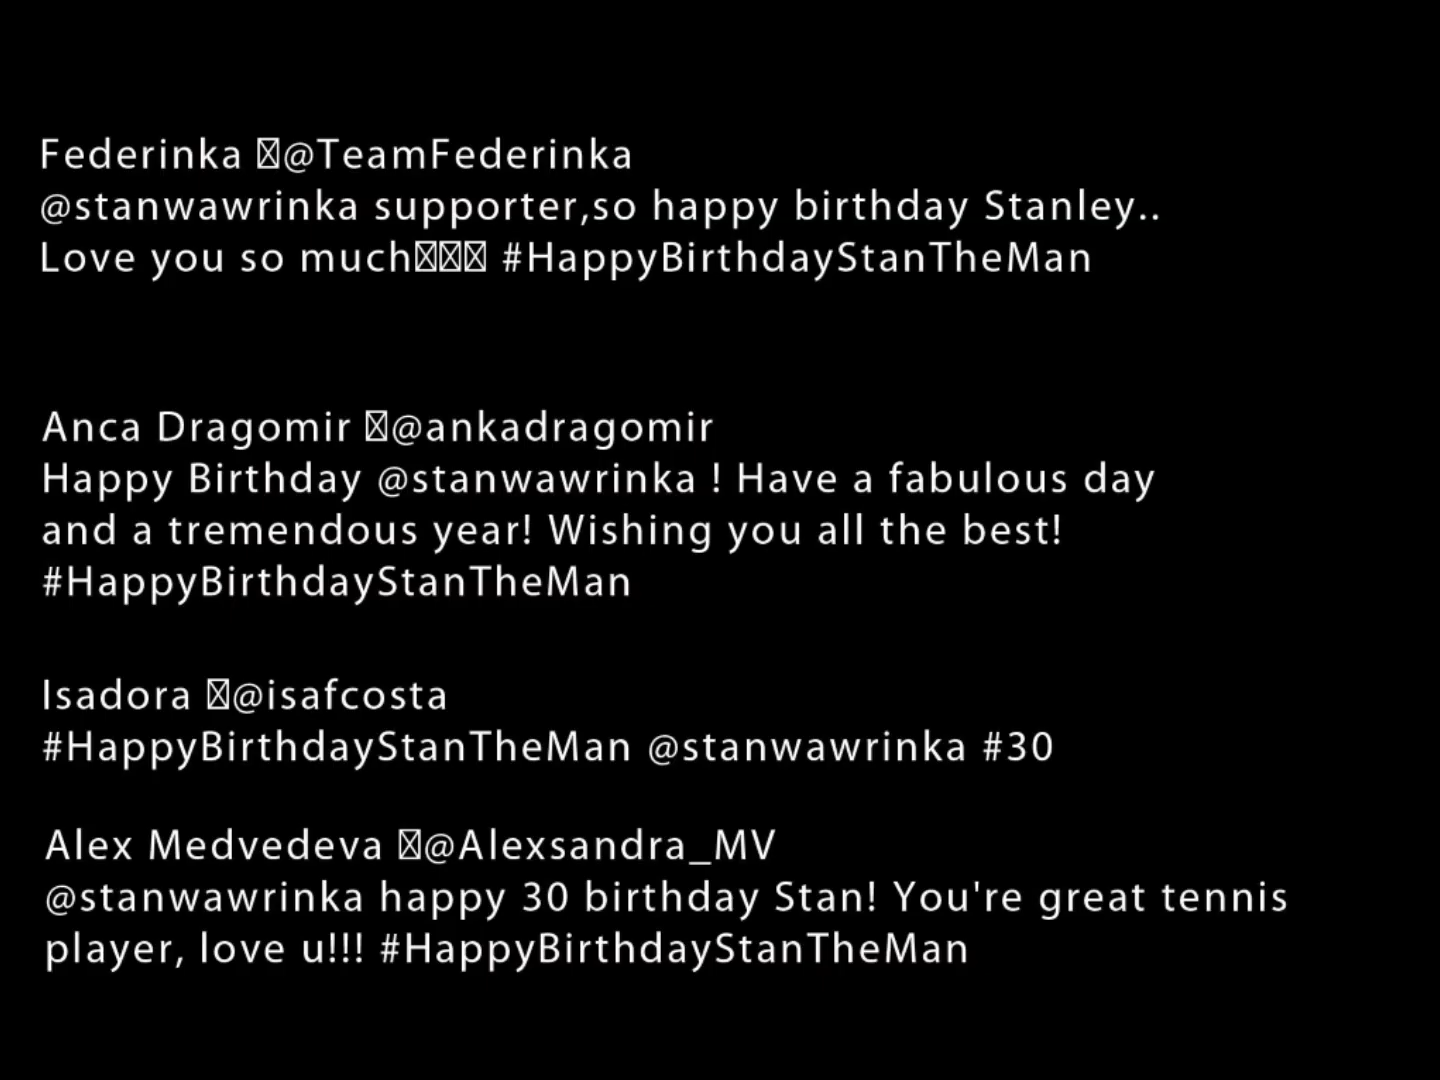 Federinka @TeamFederinka
@stanwawrinka supporter,so happy birthday Stanley..
Love you so much #HappyBirthdayStanTheMan
Anca Dragomir @ankadragomir
Happy Birthday @stanwawrinka ! Have a fabulous day
and a tremendous year! Wishing you all the best!
#HappyBirthdayStanTheMan
Isadora @isafcosta
#HappyBirthdayStanTheMan @stanwawrinka #30
Alex Medvedeva @Alexsandra_MV
@stanwawrinka happy 30 birthday Stan! You're great tennis
player, love u!!! #HappyBirthdayStanTheMan